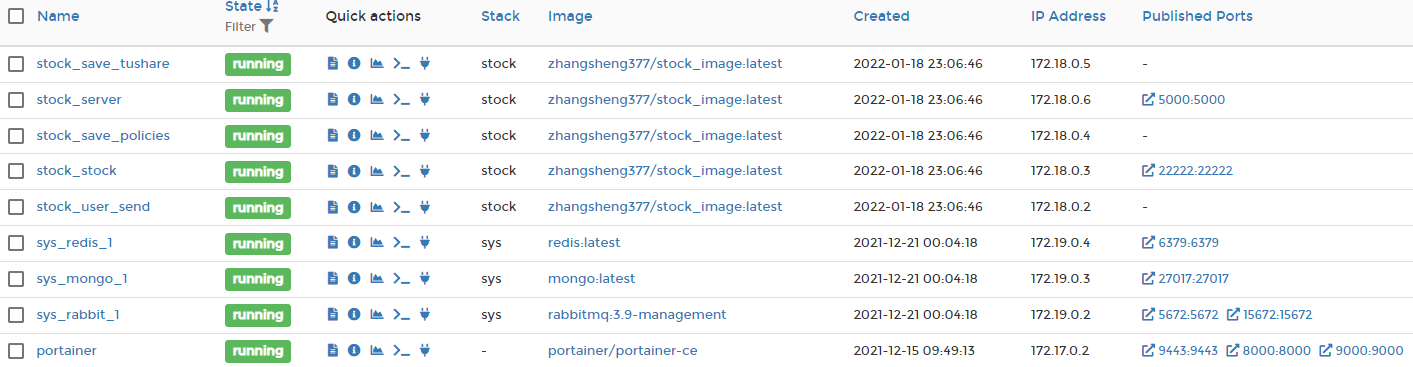 Name State Quick actions Stack Image Created IP Address Published Ports
Filter
stock_save_tushare running stock zhangsheng377/stock_image:latest 2022-01-18 23:06:46 172.18.0.5 -
stock_server running stock zhangsheng377/stock_image:latest 2022-01-18 23:06:46 172.18.0.6 5000:5000
stock_save_policies running stock zhangsheng377/stock_image:latest 2022-01-18 23:06:46 172.18.0.4 -
stock_stock running stock zhangsheng377/stock_image:latest 2022-01-18 23:06:46 172.18.0.3 22222:22222
stock_user_send running stock zhangsheng377/stock_image:latest 2022-01-18 23:06:46 172.18.0.2 -
sys_redis_1 running sys redis:latest 2021-12-21 00:04:18 172.19.0.4 6379:6379
sys_mongo_1 running sys mongo:latest 2021-12-21 00:04:18 172.19.0.3 27017:27017
sys_rabbit_1 running sys rabbitmq:3.9-management 2021-12-21 00:04:18 172.19.0.2 5672:5672 15672:15672
portainer running - portainer/portainer-ce 2021-12-15 09:49:13 172.17.0.2 9443:9443 8000:8000 9000:9000